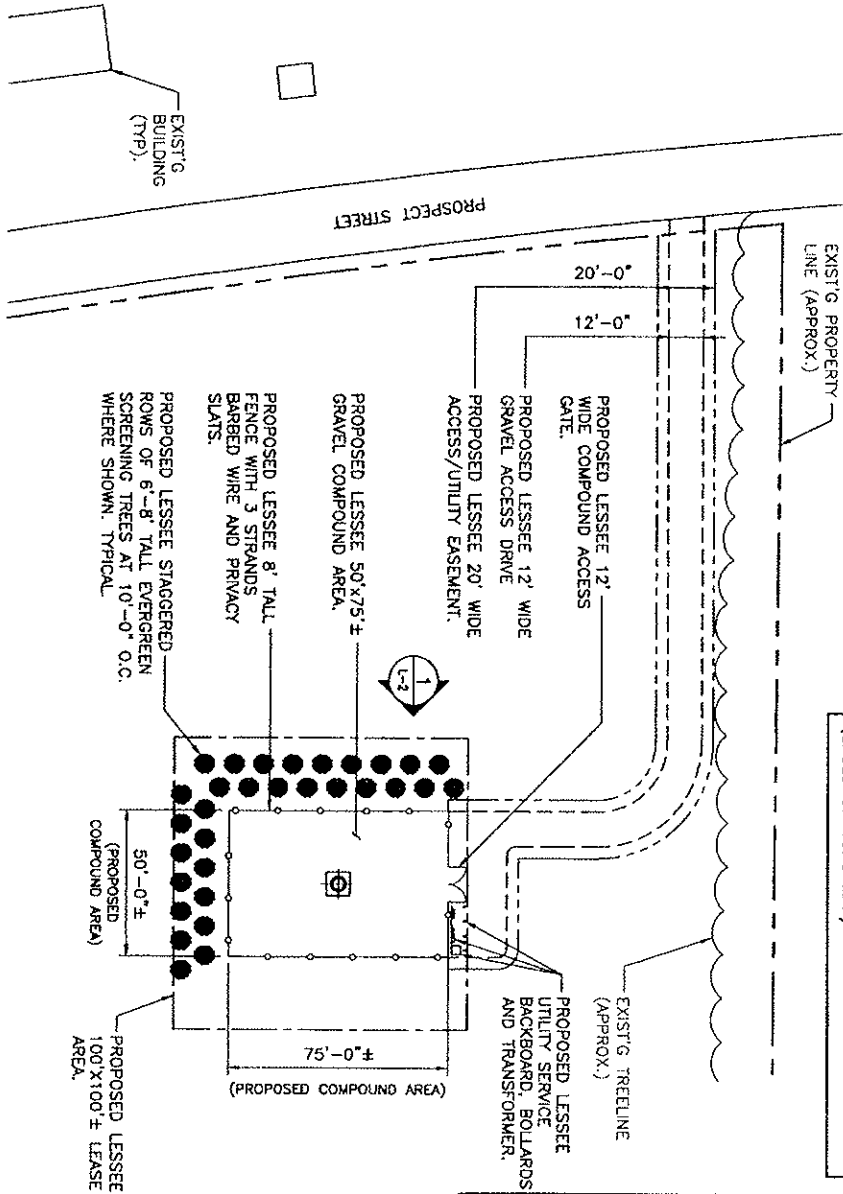 EXIST'G
BUILDING
(TYP).
PROSPECT STREET
EXIST'G PROPERTY
LINE (APPROX.)
20'-0"
12'-0"
PROPOSED LESSEE 12'
WIDE COMPOUND ACCESS
GATE.
PROPOSED LESSEE 12' WIDE
GRAVEL ACCESS DRIVE
PROPOSED LESSEE 20' WIDE
ACCESS/UTILITY EASEMENT.
PROPOSED LESSEE 50'x75'±
GRAVEL COMPOUND AREA.
PROPOSED LESSEE 8' TALL
FENCE WITH 3 STRANDS
BARBED WIRE AND PRIVACY
SLATS.
PROPOSED LESSEE STAGGERED
ROWS OF 6'-8' TALL EVERGREEN
SCREENING TREES AT 10'-0" O.C.
WHERE SHOWN. TYPICAL
1
L-2
50'-0"±
(PROPOSED
COMPOUND AREA)
75'-0"±
(PROPOSED COMPOUND AREA)
EXIST'G TREELINE
(APPROX.)
PROPOSED LESSEE
UTILITY SERVICE
BACKBOARD, BOLLARDS
AND TRANSFORMER.
PROPOSED LESSEE
100'X100'± LEASE
AREA.